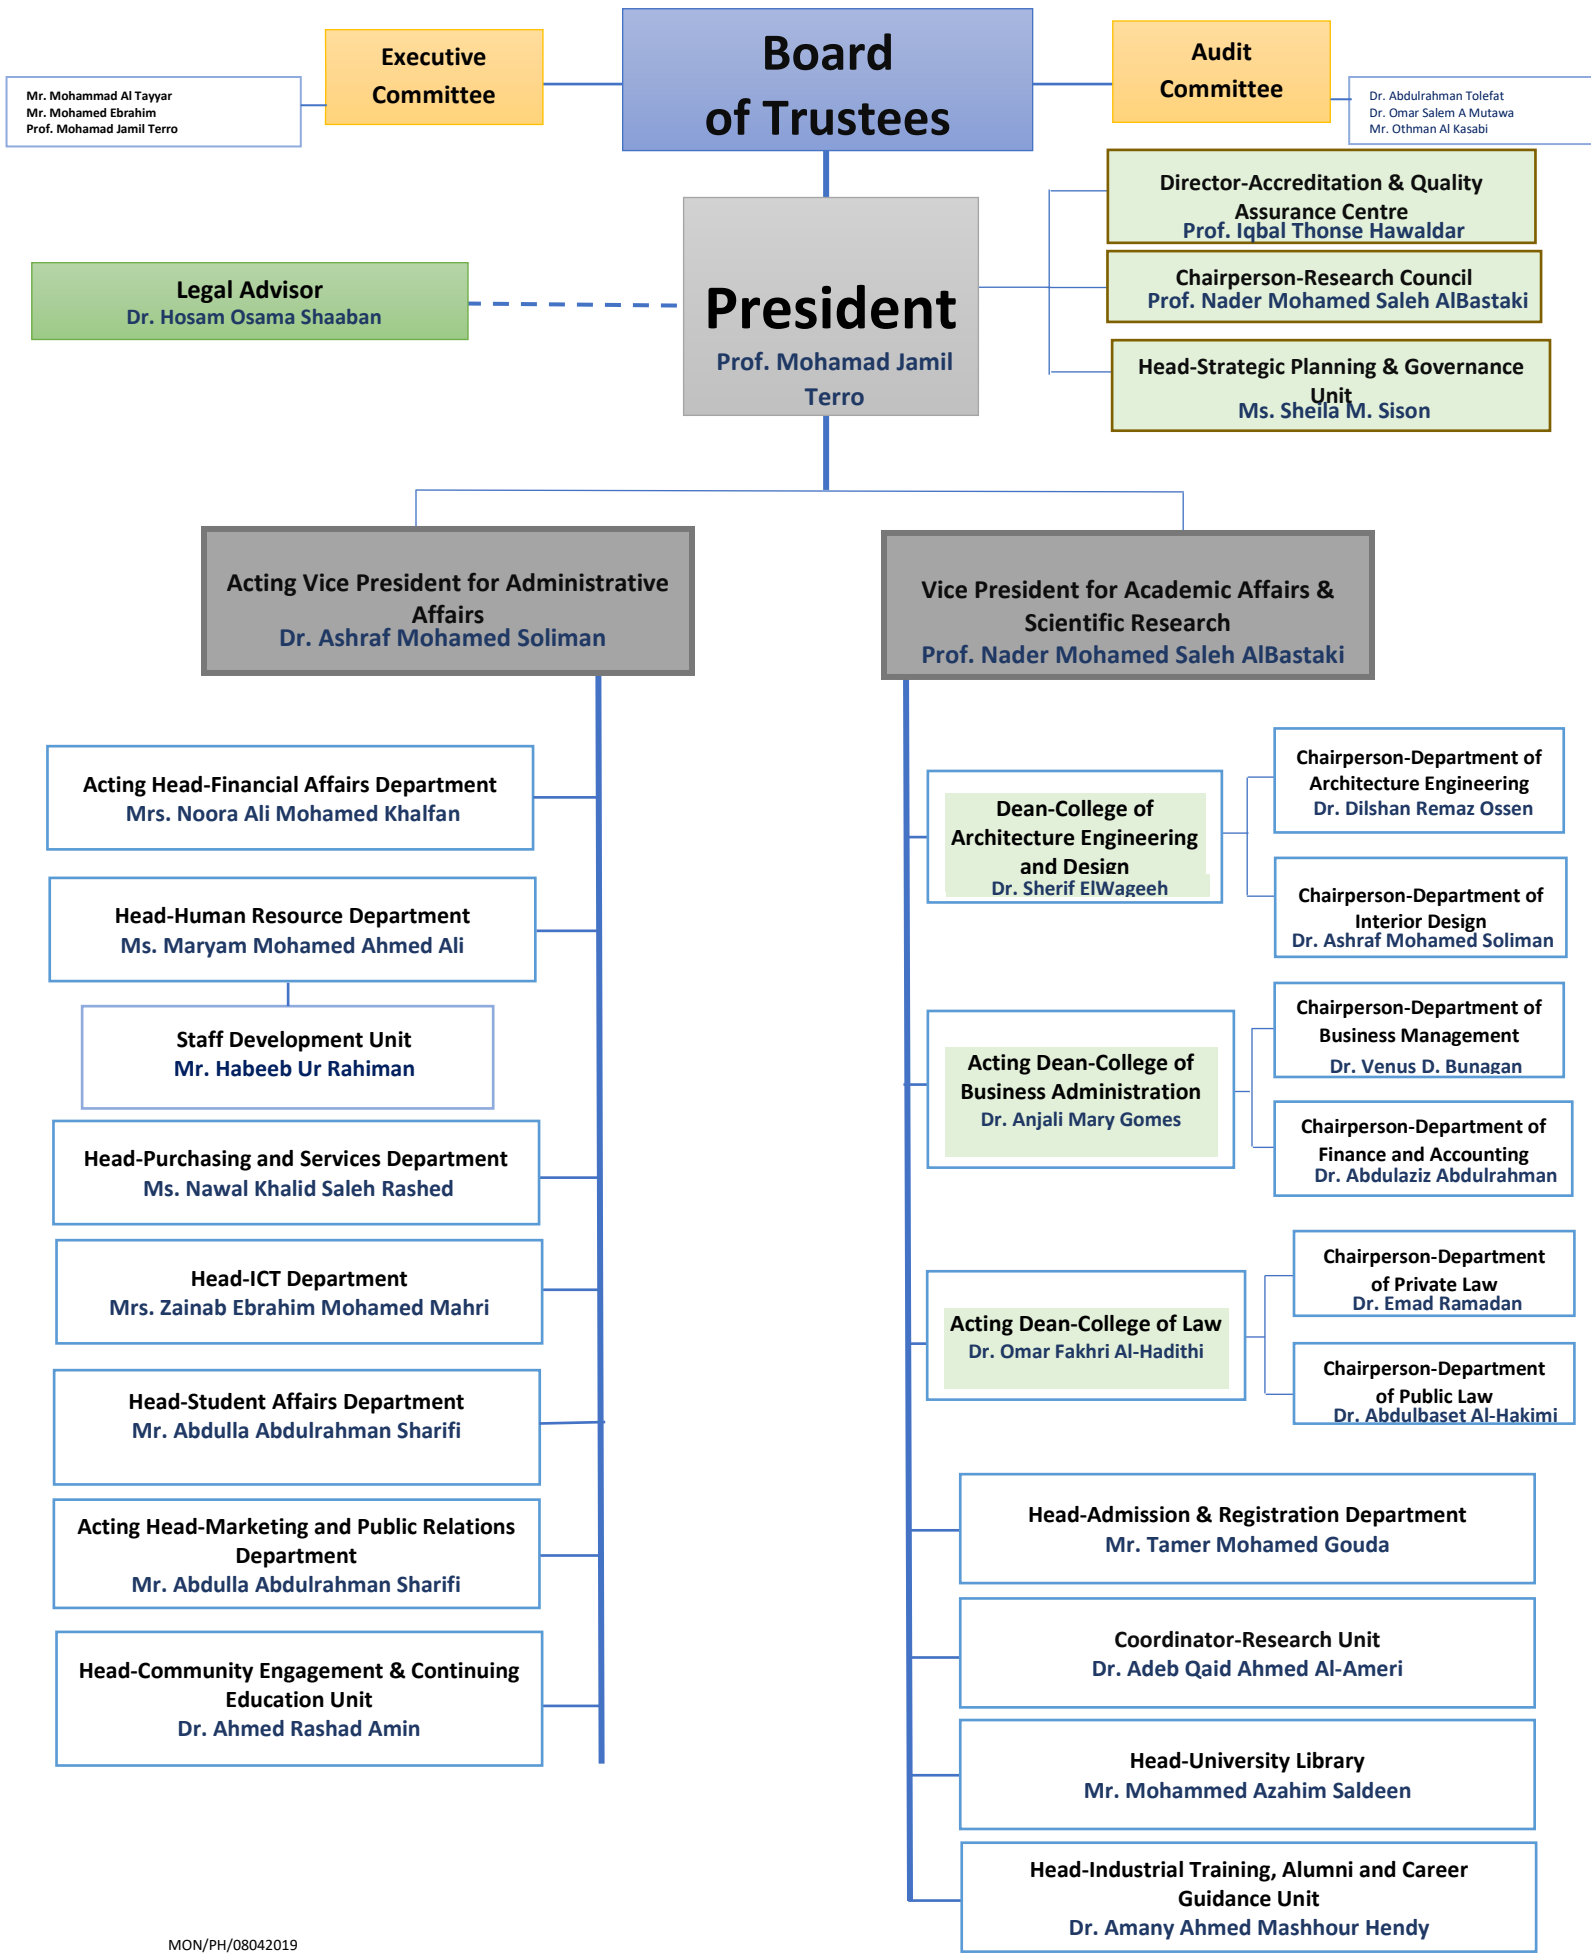 Executive
Committee
Board
of Trustees
Audit
Committee
Mr. Mohammad Al Tayyar
Mr. Mohamed Ebrahim
Prof. Mohamad Jamil Terro
Dr. Abdulrahman Tolefat
Dr. Omar Salem A Mutawa
Mr. Othman Al Kasabi
Director-Accreditation & Quality
Assurance Centre
Prof. Iqbal Thonse Hawaldar
Chairperson-Research Council
Prof. Nader Mohamed Saleh AlBastaki
Head-Strategic Planning & Governance
Unit
Ms. Sheila M. Sison
Legal Advisor
Dr. Hosam Osama Shaaban
President
Prof. Mohamad Jamil
Terro
Acting Vice President for Administrative
Affairs
Dr. Ashraf Mohamed Soliman
Vice President for Academic Affairs &
Scientific Research
Prof. Nader Mohamed Saleh AlBastaki
Acting Head-Financial Affairs Department
Mrs. Noora Ali Mohamed Khalfan
Head-Human Resource Department
Ms. Maryam Mohamed Ahmed Ali
Staff Development Unit
Mr. Habeeb Ur Rahiman
Head-Purchasing and Services Department
Ms. Nawal Khalid Saleh Rashed
Head-ICT Department
Mrs. Zainab Ebrahim Mohamed Mahri
Head-Student Affairs Department
Mr. Abdulla Abdulrahman Sharifi
Acting Head-Marketing and Public Relations
Department
Mr. Abdulla Abdulrahman Sharifi
Head-Community Engagement & Continuing
Education Unit
Dr. Ahmed Rashad Amin
Dean-College of
Architecture Engineering
and Design
Dr. Sherif ElWageeh
Chairperson-Department of
Architecture Engineering
Dr. Dilshan Remaz Ossen
Chairperson-Department of
Interior Design
Dr. Ashraf Mohamed Soliman
Acting Dean-College of
Business Administration
Dr. Anjali Mary Gomes
Chairperson-Department of
Business Management
Dr. Venus D. Bunagan
Chairperson-Department of
Finance and Accounting
Dr. Abdulaziz Abdulrahman
Acting Dean-College of Law
Dr. Omar Fakhri Al-Hadithi
Chairperson-Department
of Private Law
Dr. Emad Ramadan
Chairperson-Department
of Public Law
Dr. Abdulbaset Al-Hakimi
Head-Admission & Registration Department
Mr. Tamer Mohamed Gouda
Coordinator-Research Unit
Dr. Adeb Qaid Ahmed Al-Ameri
Head-University Library
Mr. Mohammed Azahim Saldeen
Head-Industrial Training, Alumni and Career
Guidance Unit
Dr. Amany Ahmed Mashhour Hendy
MON/PH/08042019